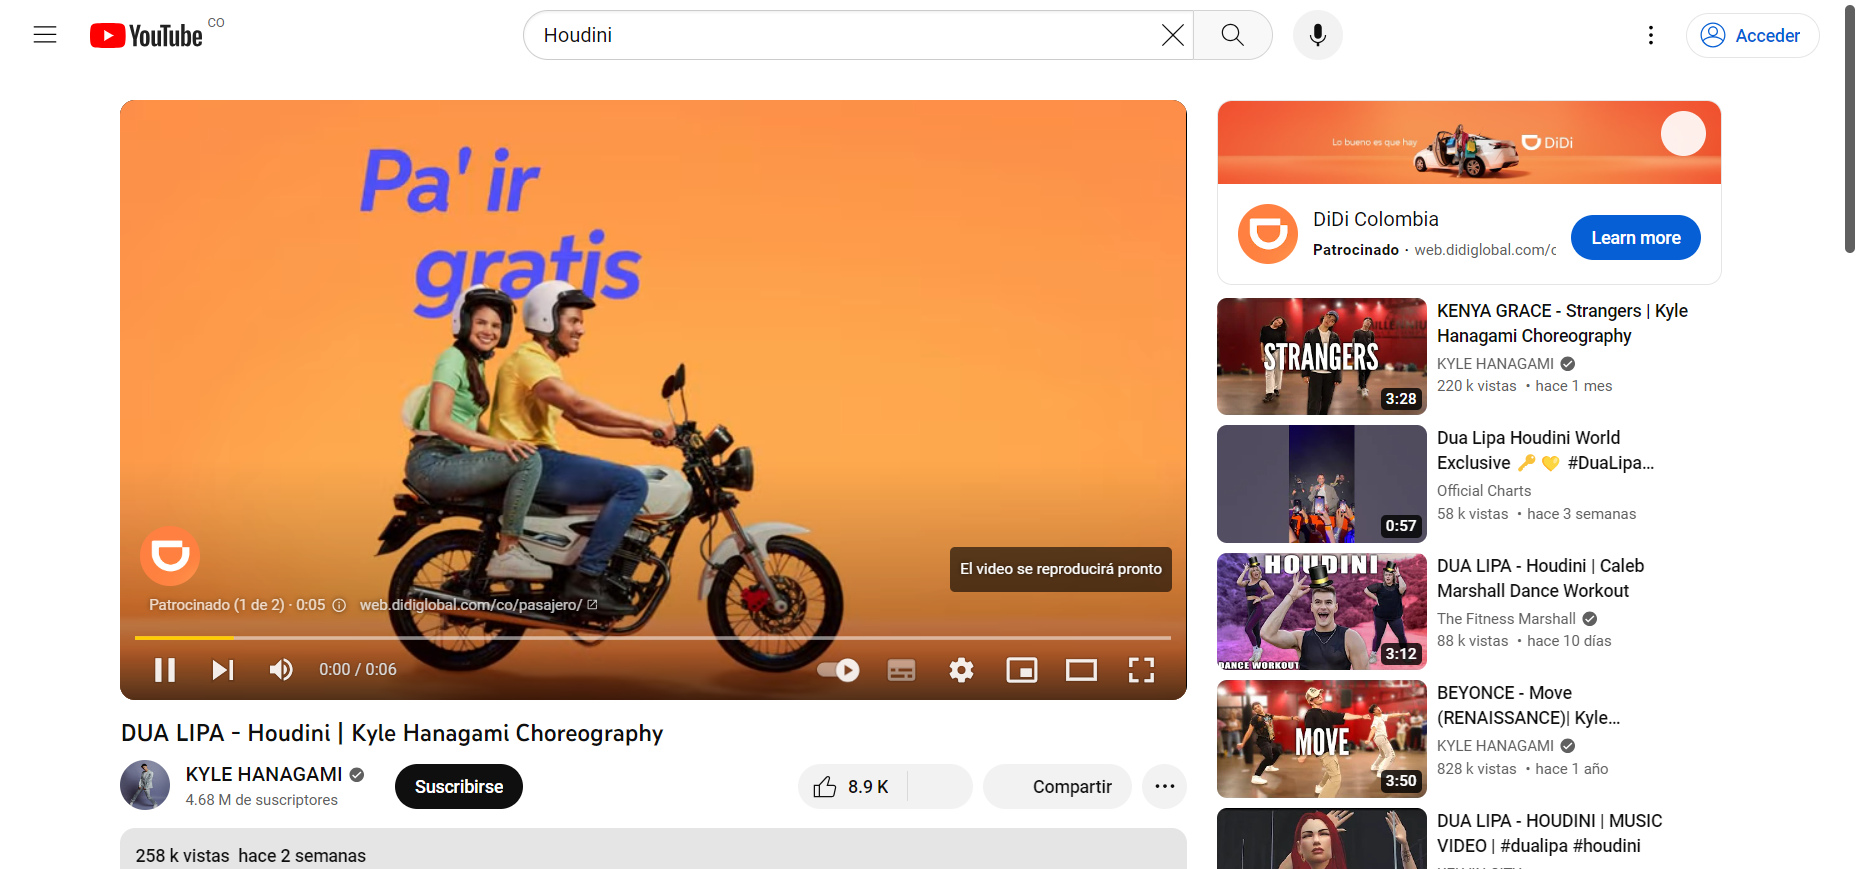 YouTube CO
Houdini
Acceder
Pa' ir
gratis
El video se reproducirá pronto
Patrocinado (1 de 2) · 0:05 web.didiglobal.com/co/pasajero/
0:00 / 0:06
DUA LIPA - Houdini | Kyle Hanagami Choreography
KYLE HANAGAMI
4.68 M de suscriptores
Suscribirse
8.9 K
Compartir
258 k vistas hace 2 semanas
Lo bueno es que hay
DiDi
DiDi Colombia
Patrocinado · web.didiglobal.com/c
Learn more
STRANGERS
3:28
KENYA GRACE - Strangers | Kyle
Hanagami Choreography
KYLE HANAGAMI
220 k vistas • hace 1 mes
0:57
Dua Lipa Houdini World
Exclusive 🔑 💛 #DuaLipa...
Official Charts
58 k vistas • hace 3 semanas
HOUDINI
DANCE WORKOUT
3:12
DUA LIPA - Houdini | Caleb
Marshall Dance Workout
The Fitness Marshall
88 k vistas • hace 10 días
MOVE
3:50
BEYONCE - Move
(RENAISSANCE)| Kyle...
KYLE HANAGAMI
828 k vistas • hace 1 año
DUA LIPA - HOUDINI | MUSIC
VIDEO | #dualipa #houdini